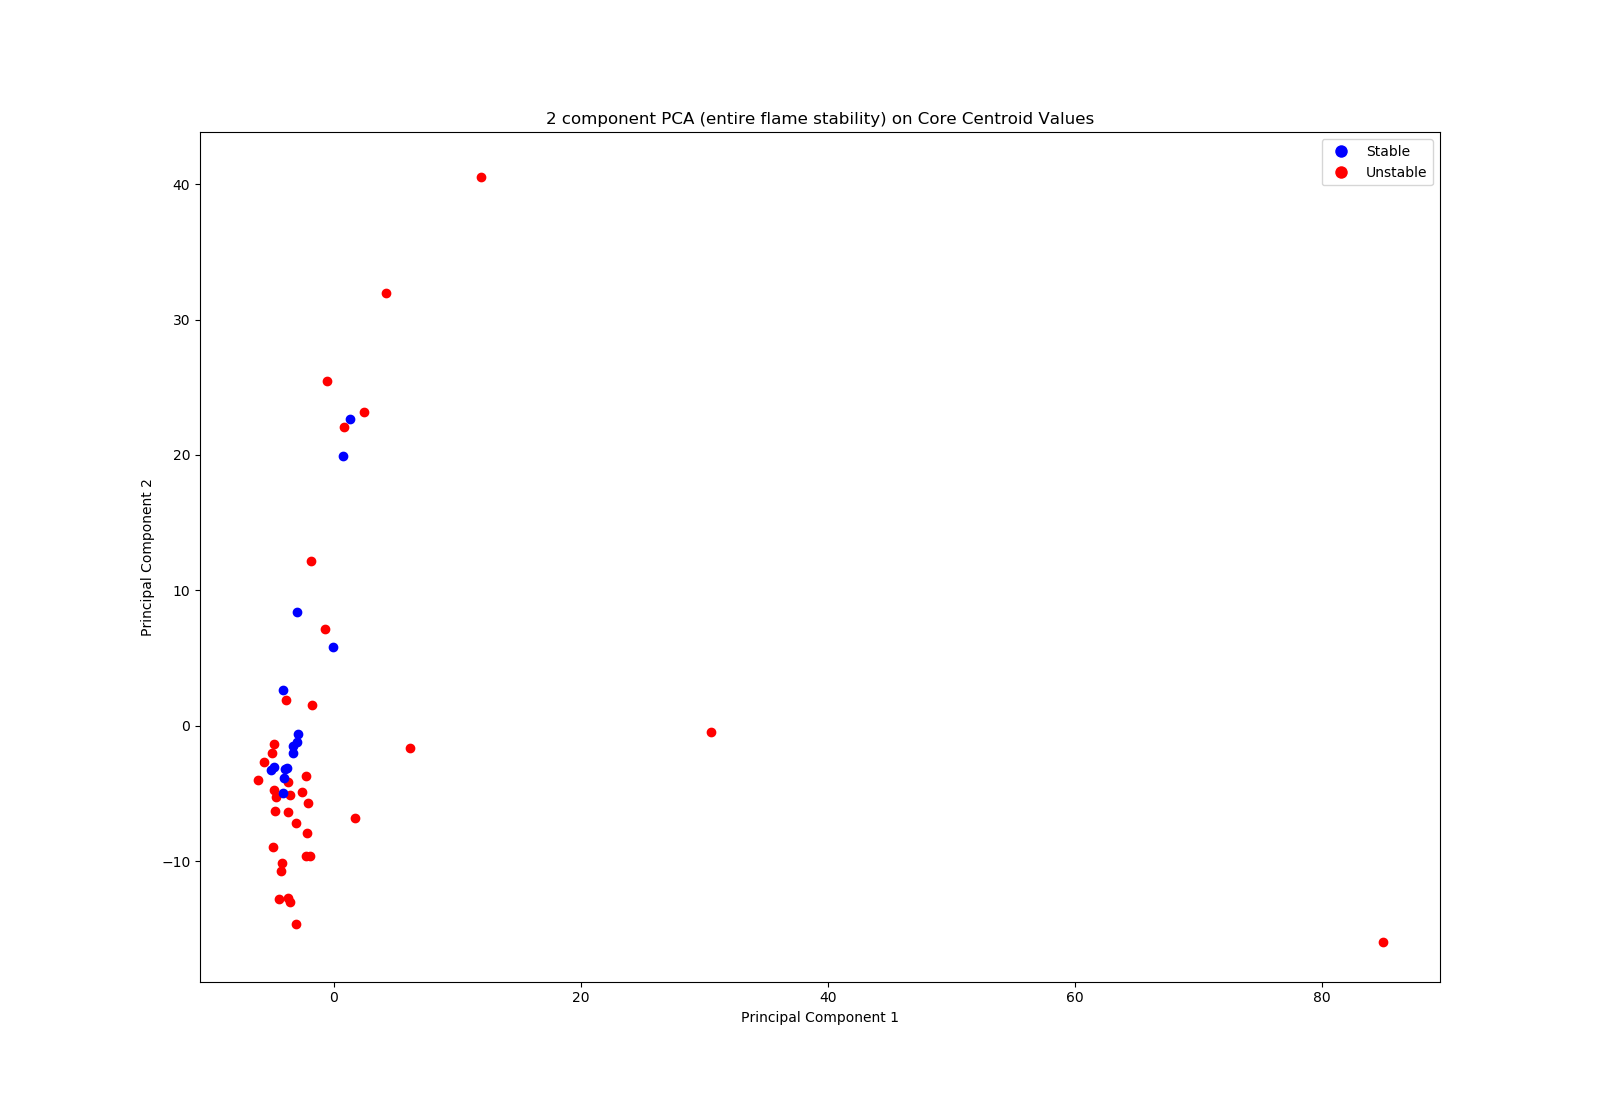 2 component PCA (entire flame stability) on Core Centroid Values
Stable
Unstable
40
30
20
10
0
−10
Principal Component 2
0
20
40
60
80
Principal Component 1